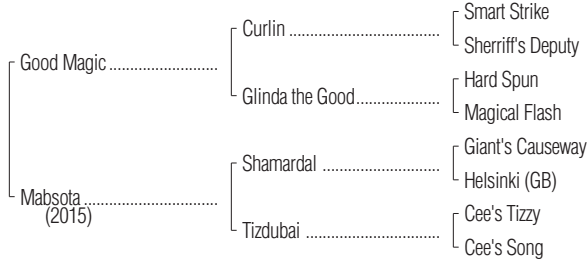 Smart Strike
Curlin
Sherriff's Deputy
Good Magic
Hard Spun
Glinda the Good
Magical Flash
Giant's Causeway
Shamardal
Helsinki (GB)
Mabsota
(2015)
Cee's Tizzy
Tizdubai
Cee's Song